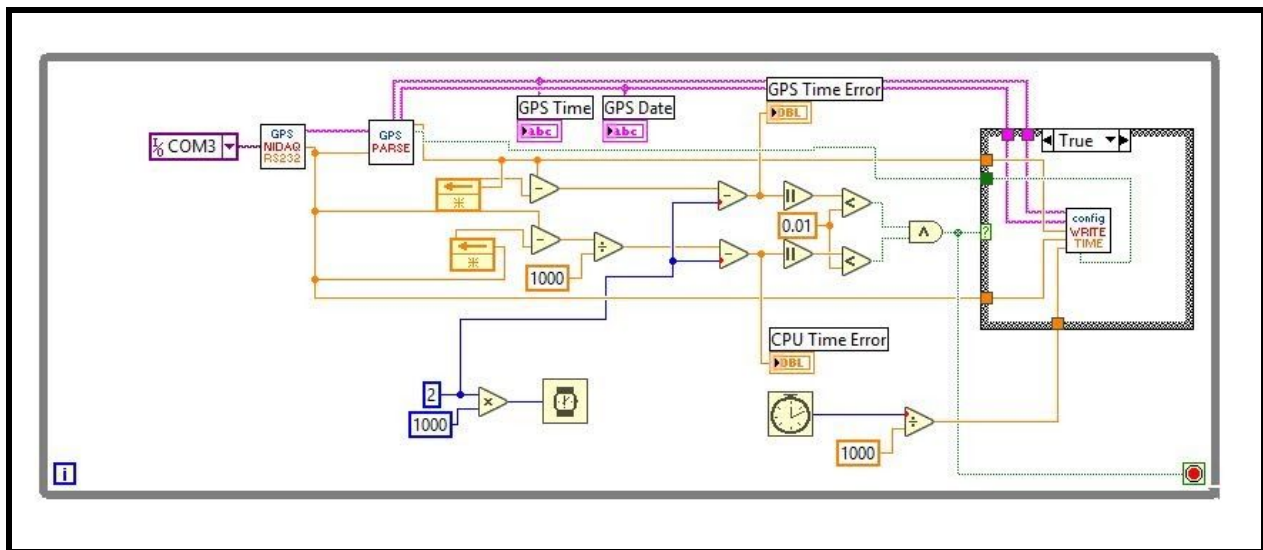 GPS Time Error
GPS Time
GPS Date
abc
abc
DBL
COM3
GPS
NIDAQ
RS232
GPS
PARSE
True
0.01
config
WRITE
TIME
?
1000
CPU Time Error
DBL
2
1000
1000
i